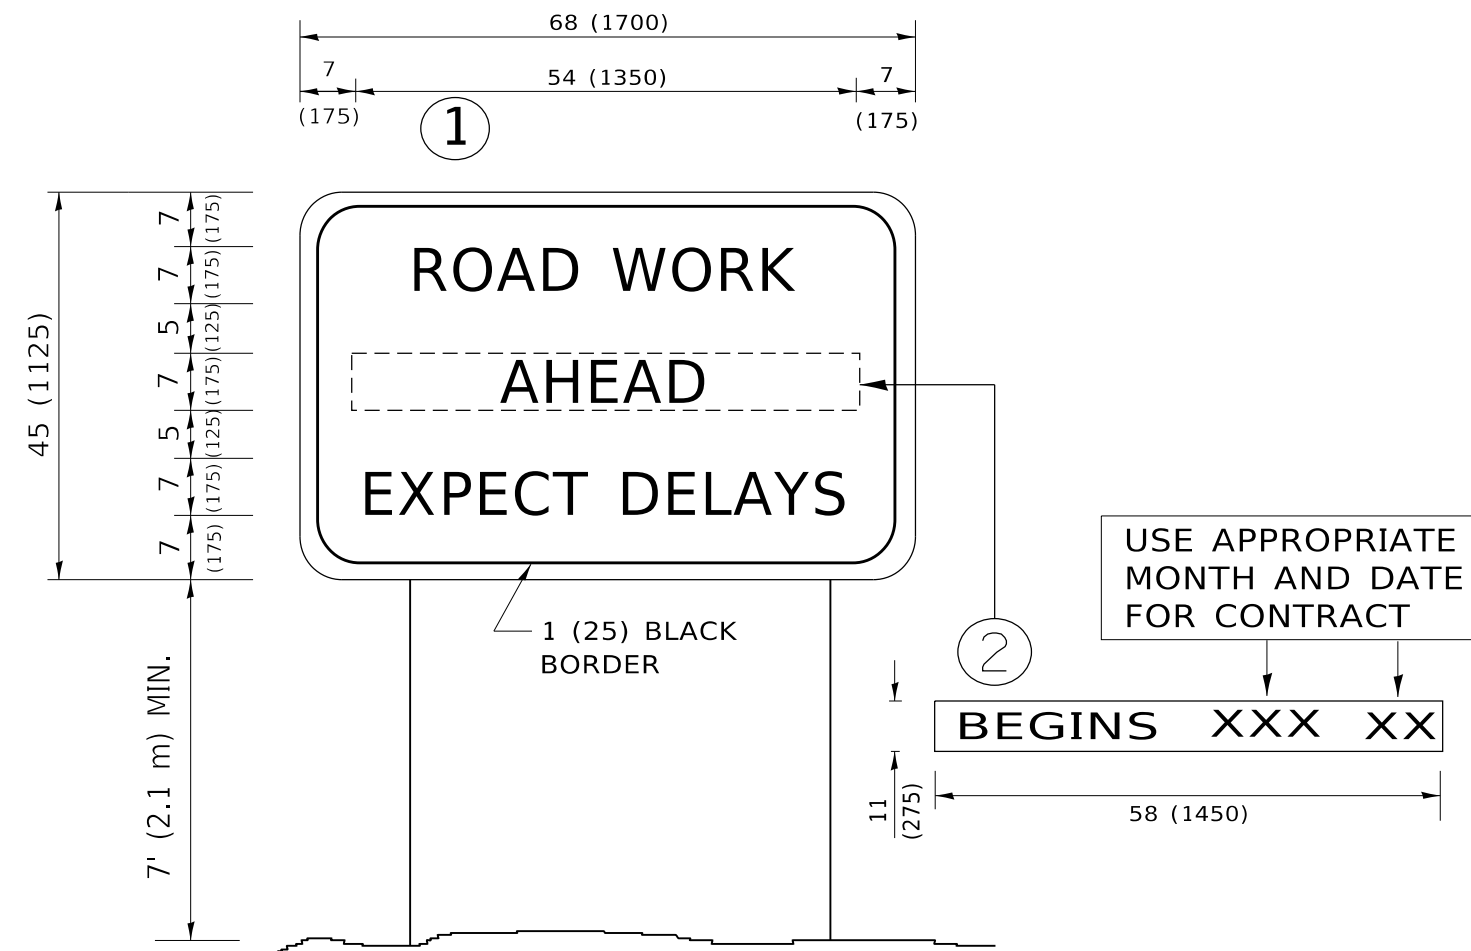 68 (1700)
7 54 (1350) 7
(175) (175)
1
7 (175)
7 (175)
5 (125)
7 (175)
5 (125)
7 (175)
7 (175)
45 (1125)
ROAD WORK
AHEAD
EXPECT DELAYS
1 (25) BLACK
BORDER
7' (2.1 m) MIN.
2
USE APPROPRIATE
MONTH AND DATE
FOR CONTRACT
BEGINS XXX XX
11
(275)
58 (1450)